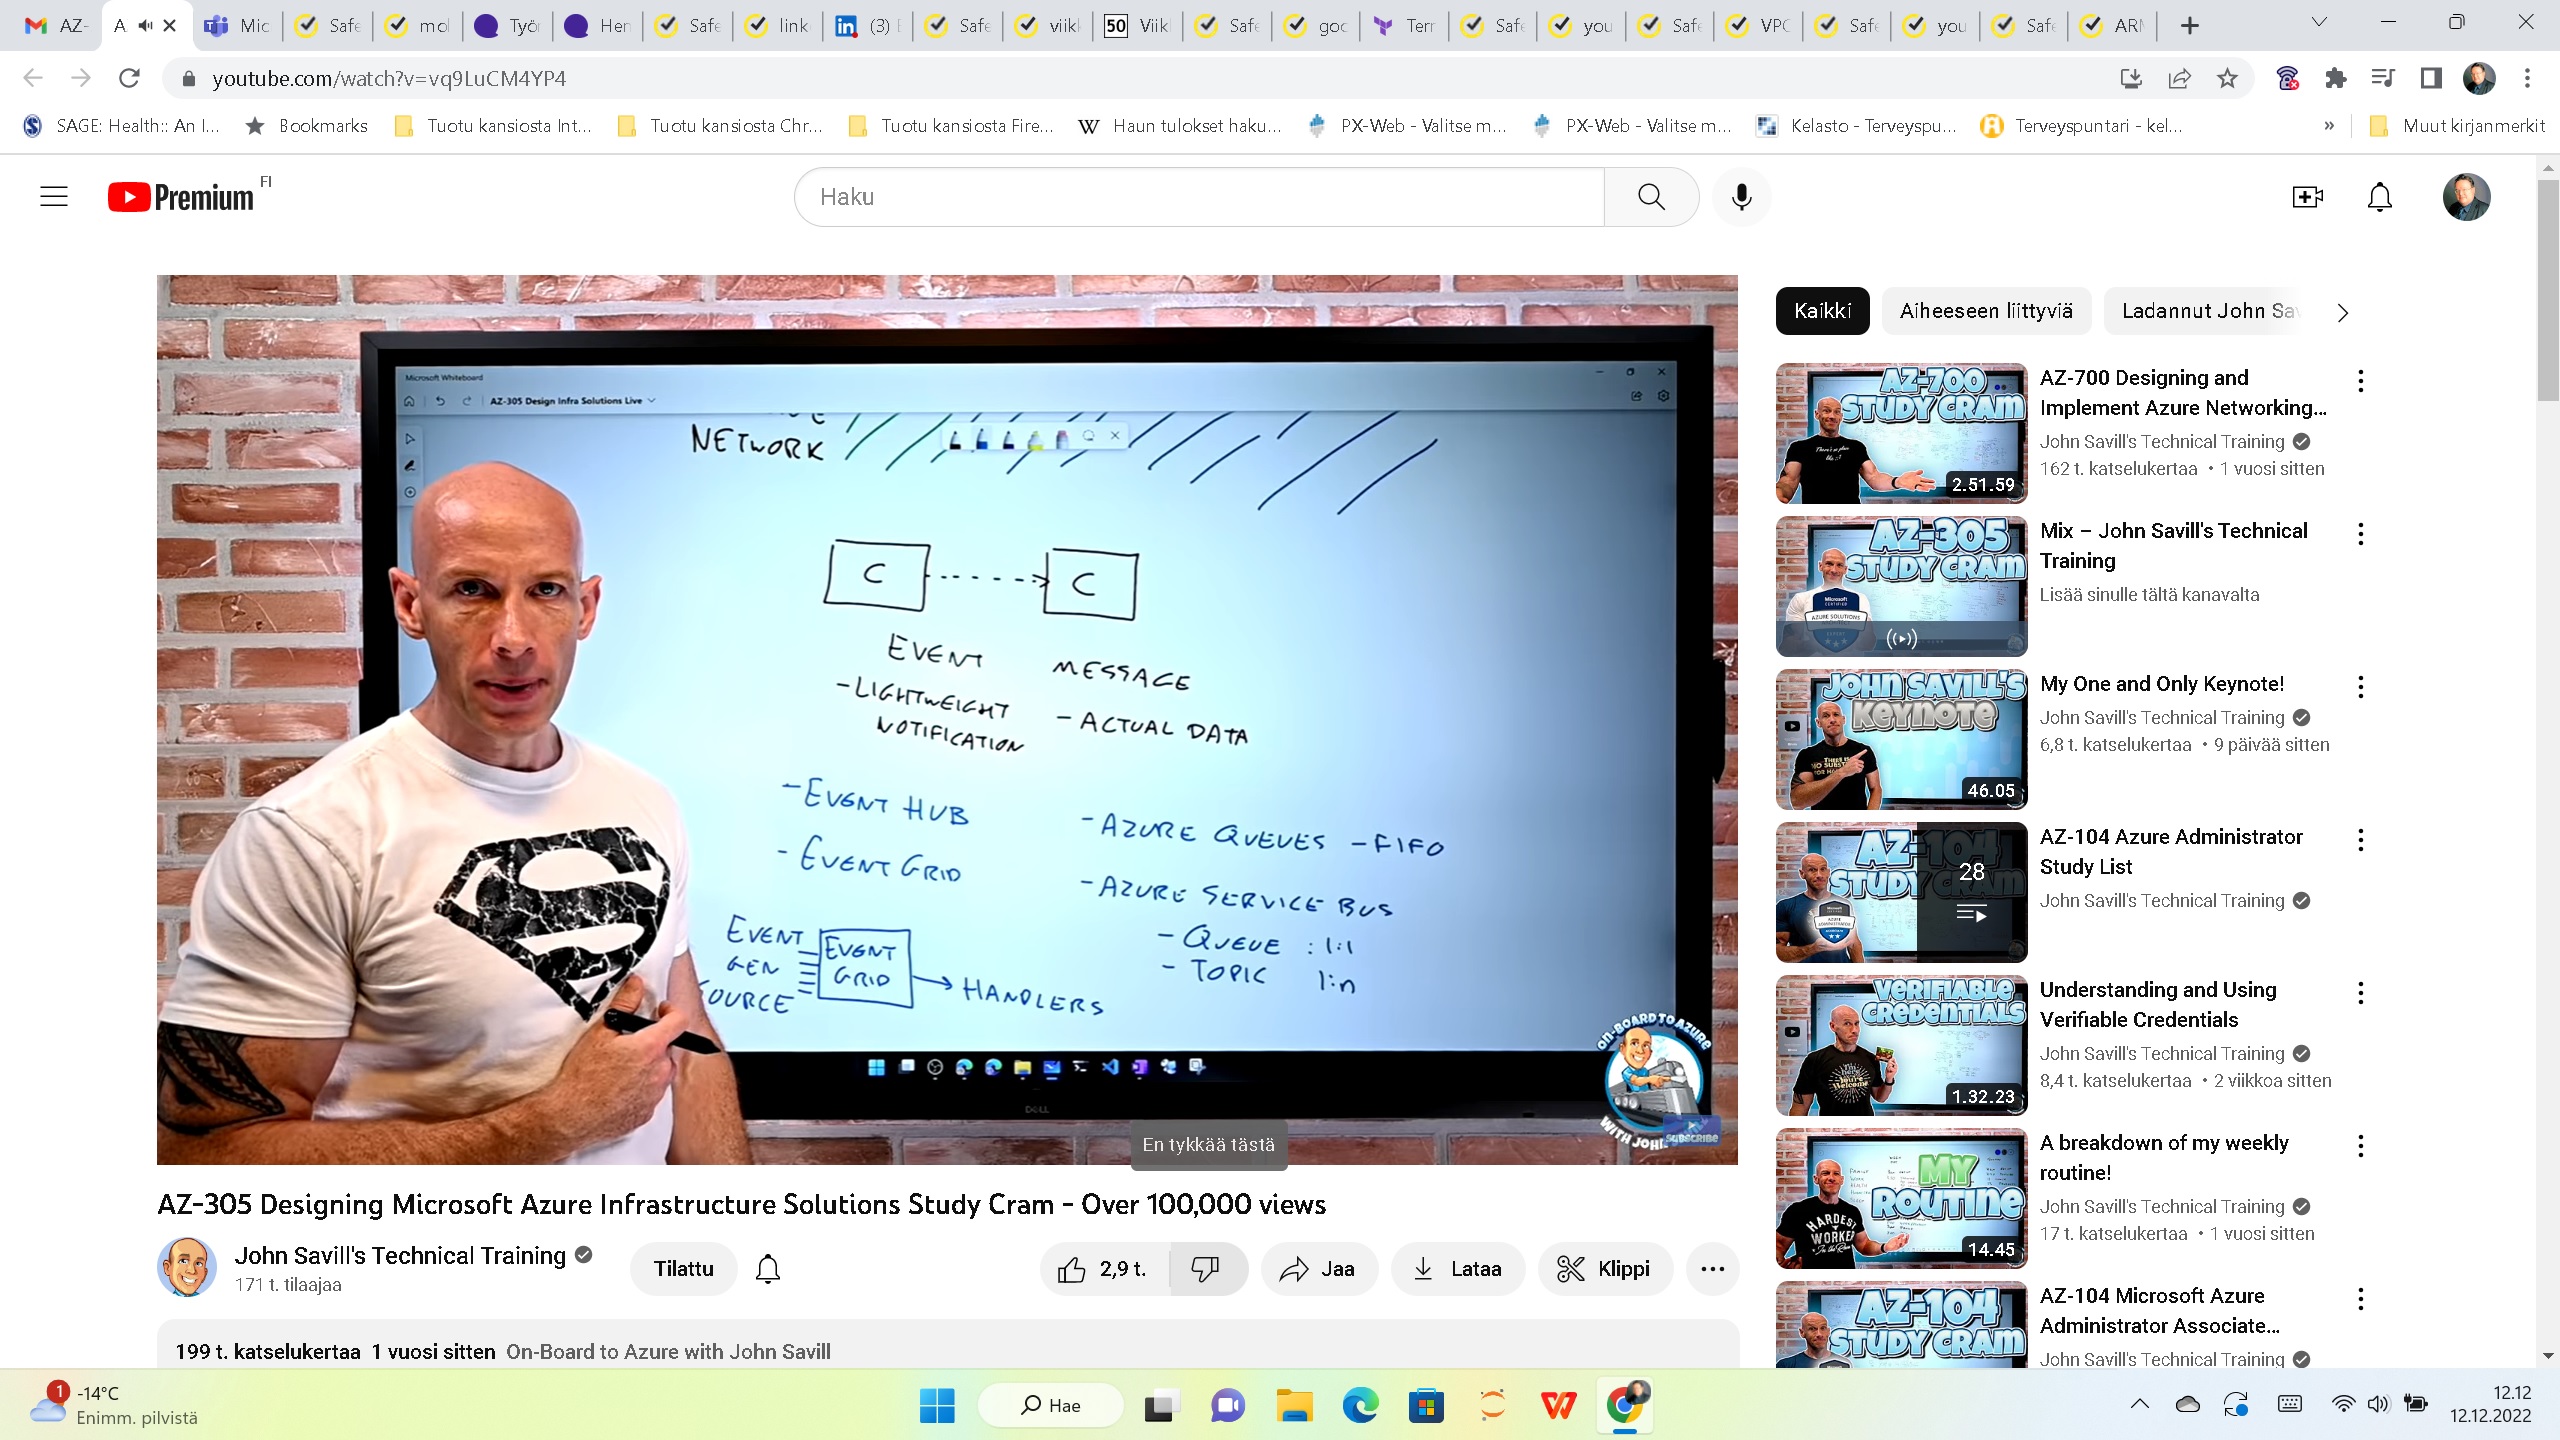 AZ-
A
Mic
Safe
mol
Työ
Hen
Safe
link
(3)
Safe
viik
50
Viik
Safe
goo
Terr
Safe
you
Safe
VPC
Safe
you
Safe
youtube.com/watch?v=vq9LuCM4YP4
SAGE: Health:: An I...
Bookmarks
Tuotu kansiosta Int...
Tuotu kansiosta Chr...
Tuotu kansiosta Fire...
W
Haun tulokset haku...
PX-Web - Valitse m...
PX-Web - Valitse m...
Kelasto - Terveyspu...
Terveyspuntari - kel...
»
Muut kirjanmerkit
Premium FI
Haku
Microsoft Whiteboard
AZ-305 Design Infra Solutions Live
NETWORK
C
C
EVENT
- LIGHTWEIGHT
NOTIFICATION
MESSAGE
- ACTUAL DATA
- EVENT HUB
- EVENT GRID
- AZURE QUEUES - FIFO
- AZURE SERVICE BUS
- QUEUE : 1:1
- TOPIC 1:n
EVENT
GEN
SOURCE
EVENT
GRID
HANDLERS
DELL
ON-BOARD TO AZURE
WITH JOH
SUBSCRIBE
En tykkää tästä
AZ-305 Designing Microsoft Azure Infrastructure Solutions Study Cram - Over 100,000 views
John Savill's Technical Training
171 t. tilaajaa
Tilattu
2,9 t.
Jaa
Lataa
Klippi
199 t. katselukertaa 1 vuosi sitten On-Board to Azure with John Savill
Kaikki
Aiheeseen liittyviä
Ladannut John Sav
AZ-700
STUDY CRAM
2.51.59
AZ-700 Designing and
Implement Azure Networking...
John Savill's Technical Training
162 t. katselukertaa • 1 vuosi sitten
AZ-305
STUDY CRAM
Mix – John Savill's Technical
Training
Lisää sinulle tältä kanavalta
JOHN SAVILL'S
KEYNOTE
46.05
My One and Only Keynote!
John Savill's Technical Training
6,8 t. katselukertaa • 9 päivää sitten
AZ-104
STUDY CRAM
28
AZ-104 Azure Administrator
Study List
John Savill's Technical Training
VERIFIABLE
CREDENTIALS
1.32.23
Understanding and Using
Verifiable Credentials
John Savill's Technical Training
8,4 t. katselukertaa • 2 viikkoa sitten
MY
ROUTINE
HARDEST
WORKER
14.45
A breakdown of my weekly
routine!
John Savill's Technical Training
17 t. katselukertaa • 1 vuosi sitten
AZ-104
STUDY CRAM
AZ-104 Microsoft Azure
Administrator Associate...
John Savill's Technical Training
1
-14°C
Enimm. pilvistä
Hae
12.12
12.12.2022